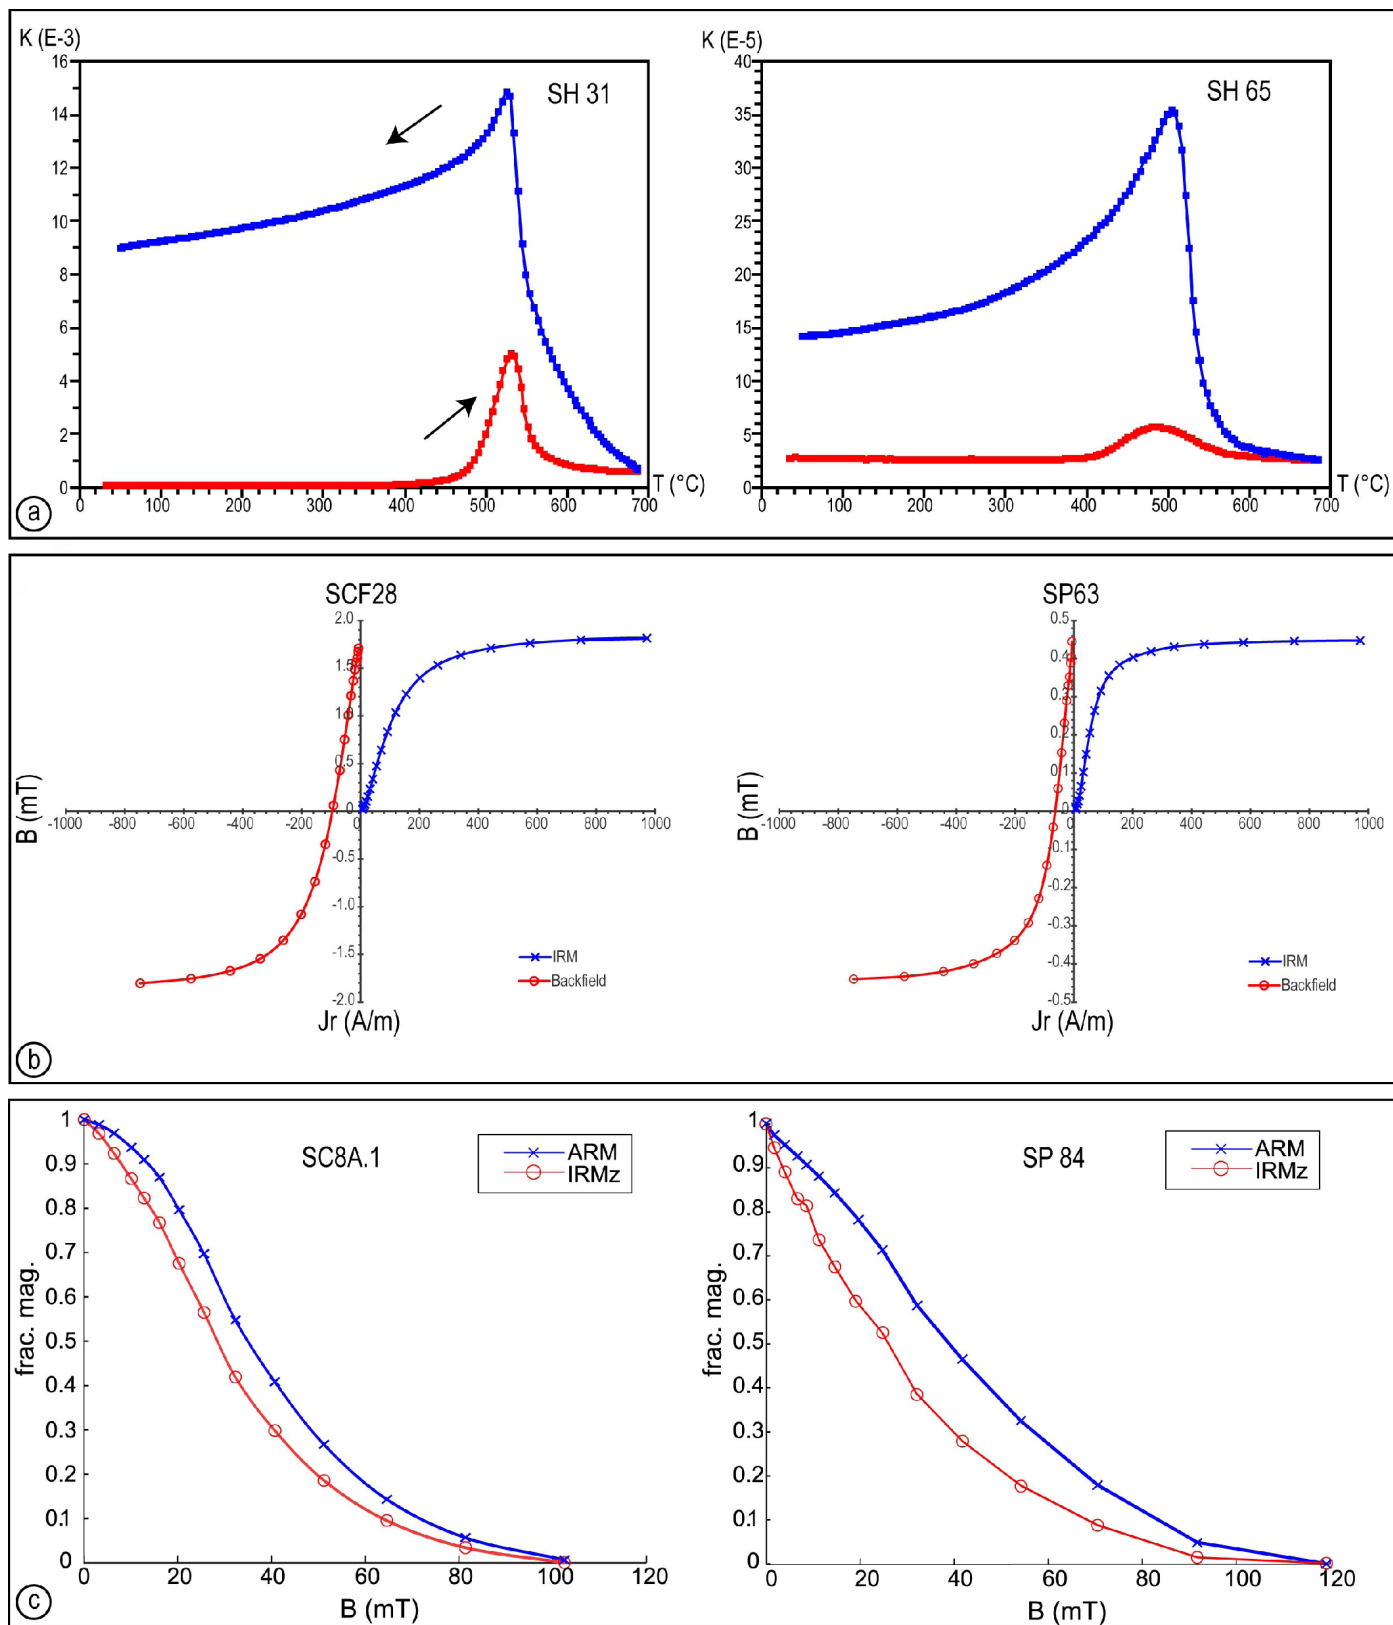 K (E-3)
16
14
12
10
8
6
4
2
0
0 100 200 300 400 500 600 700
T (°C)
SH 31
K (E-5)
40
35
30
25
20
15
10
5
0
0 100 200 300 400 500 600 700
T (°C)
SH 65
a
SCF28
2.0
1.5
1.0
0.5
0
-0.5
-1.0
-1.5
-2.0
B (mT)
-1000 -800 -600 -400 -200 0 200 400 600 800 1000
IRM
Backfield
Jr (A/m)
SP63
0.5
0.4
0.3
0.2
0.1
0
-0.1
-0.2
-0.3
-0.4
-0.5
B (mT)
-1000 -800 -600 -400 -200 0 200 400 600 800 1000
IRM
Backfield
Jr (A/m)
b
1
0.9
0.8
0.7
0.6
0.5
0.4
0.3
0.2
0.1
0
frac. mag.
SC8A.1
ARM
IRMz
0 20 40 60 80 100 120
B (mT)
1
0.9
0.8
0.7
0.6
0.5
0.4
0.3
0.2
0.1
0
frac. mag.
SP 84
ARM
IRMz
0 20 40 60 80 100 120
B (mT)
c